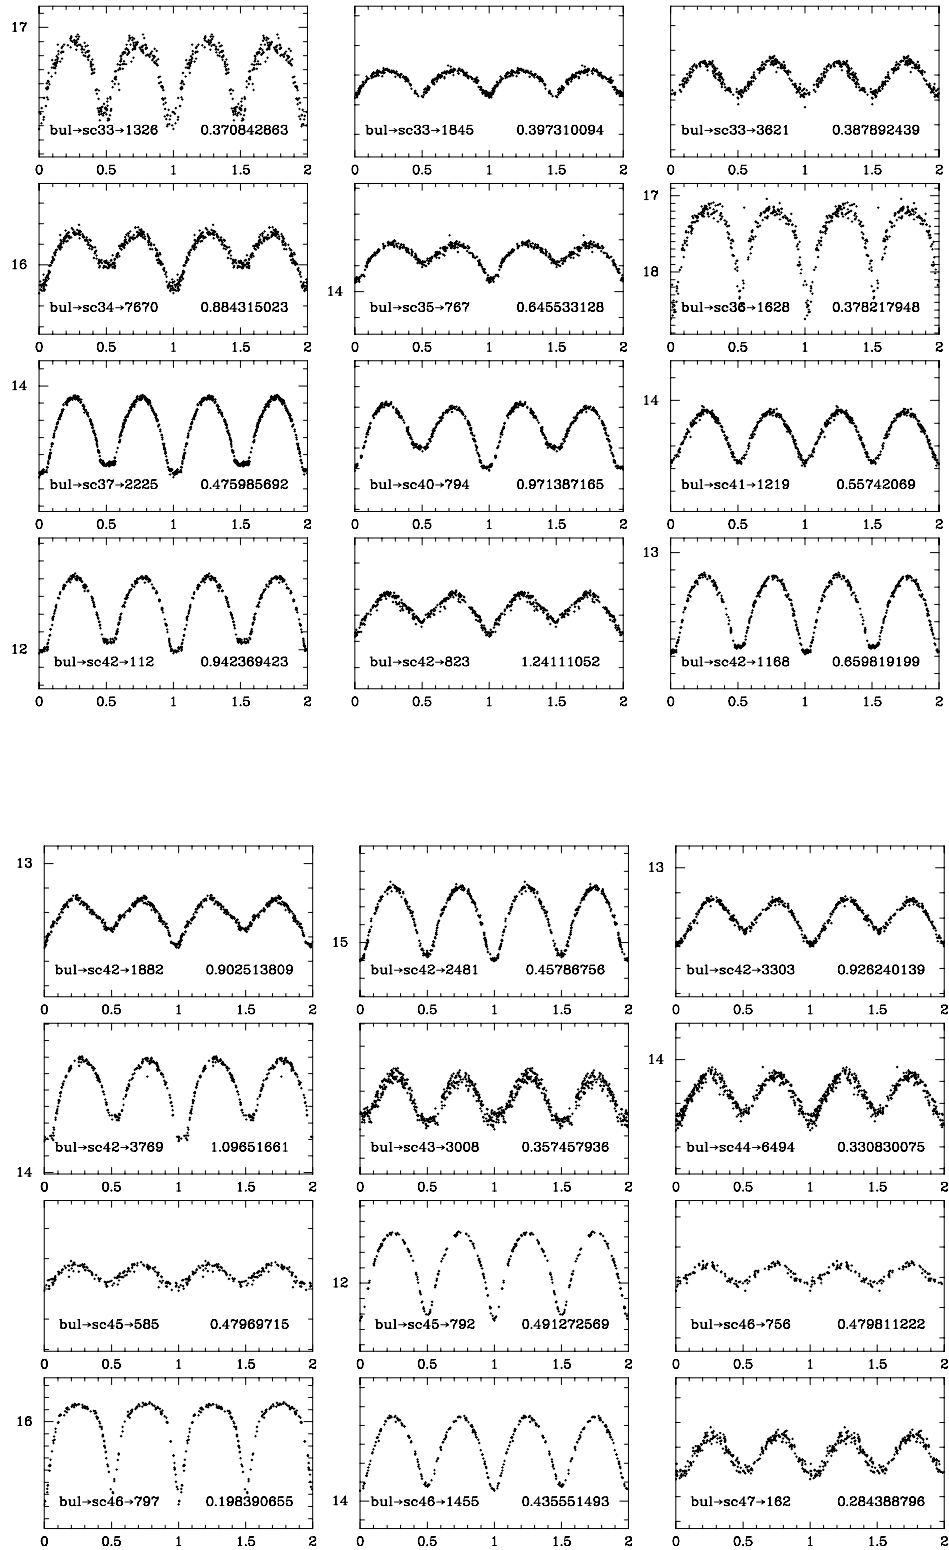 17
bul→sc33→1326 0.370842863
bul→sc33→1845 0.397310094
bul→sc33→3621 0.387892439
0 0.5 1 1.5 2
0 0.5 1 1.5 2
0 0.5 1 1.5 2
16
bul→sc34→7670 0.884315023
14
bul→sc35→767 0.645533128
17
18
bul→sc36→1628 0.378217948
0 0.5 1 1.5 2
0 0.5 1 1.5 2
0 0.5 1 1.5 2
14
bul→sc37→2225 0.475985692
bul→sc40→794 0.971387165
14
bul→sc41→1219 0.55742069
0 0.5 1 1.5 2
0 0.5 1 1.5 2
0 0.5 1 1.5 2
12
bul→sc42→112 0.942369423
bul→sc42→823 1.24111052
13
bul→sc42→1168 0.659819199
0 0.5 1 1.5 2
0 0.5 1 1.5 2
0 0.5 1 1.5 2
13
bul→sc42→1882 0.902513809
15
bul→sc42→2481 0.45786756
13
bul→sc42→3303 0.926240139
0 0.5 1 1.5 2
0 0.5 1 1.5 2
0 0.5 1 1.5 2
14
bul→sc42→3769 1.09651661
bul→sc43→3008 0.357457936
14
bul→sc44→6494 0.330830075
0 0.5 1 1.5 2
0 0.5 1 1.5 2
0 0.5 1 1.5 2
bul→sc45→585 0.47969715
12
bul→sc45→792 0.491272569
bul→sc46→756 0.479811222
0 0.5 1 1.5 2
0 0.5 1 1.5 2
0 0.5 1 1.5 2
16
bul→sc46→797 0.198390655
14
bul→sc46→1455 0.435551493
bul→sc47→162 0.284388796
0 0.5 1 1.5 2
0 0.5 1 1.5 2
0 0.5 1 1.5 2